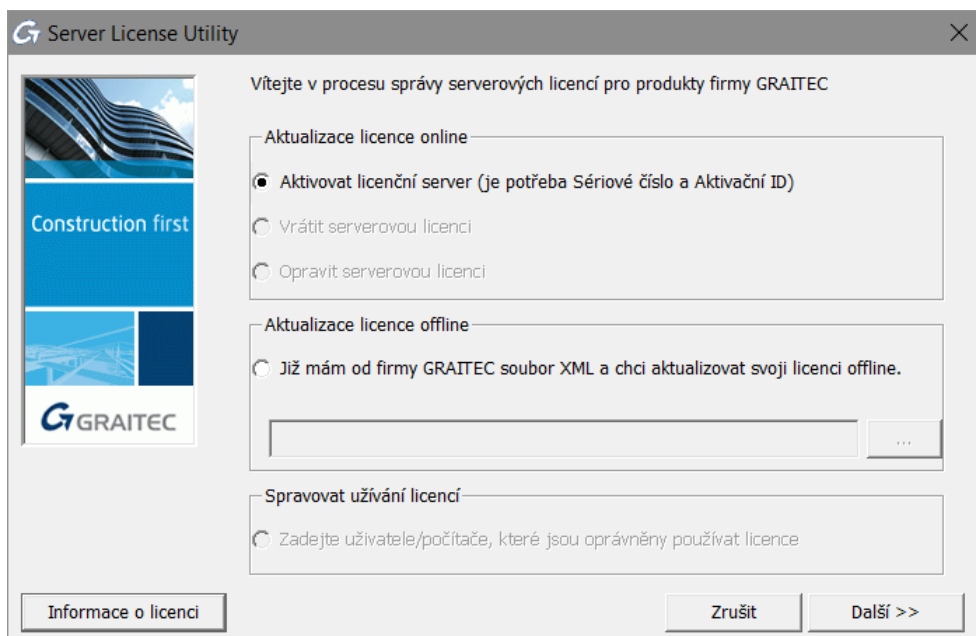 Server License Utility
Vítejte v procesu správy serverových licencí pro produkty firmy GRAITEC
Aktualizace licence online
Aktivovat licenční server (je potřeba Sériové číslo a Aktivační ID)
Vrátit serverovou licenci
Opravit serverovou licenci
Construction first
Aktualizace licence offline
Již mám od firmy GRAITEC soubor XML a chci aktualizovat svoji licenci offline.
GRAITEC
...
Spravovat užívání licencí
Zadejte uživatele/počítače, které jsou oprávněny používat licence
Informace o licenci
Zrušit
Další >>